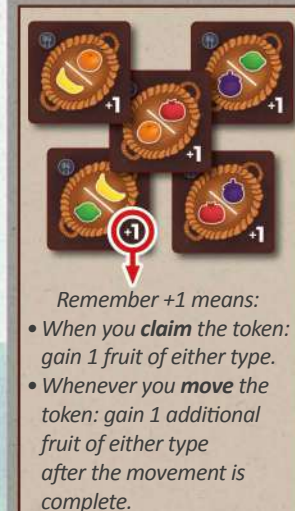 +1
+1
+1
+1
+1
Remember +1 means:
• When you claim the token:
gain 1 fruit of either type.
• Whenever you move the
token: gain 1 additional
fruit of either type
after the movement is
complete.